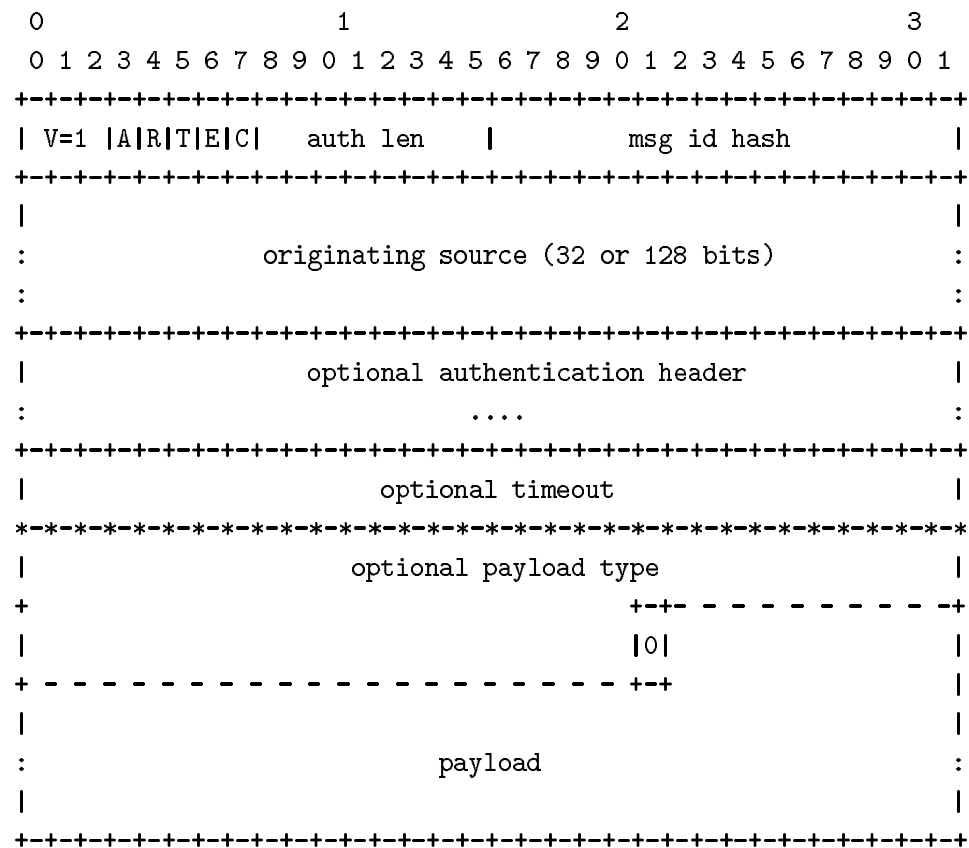 0                   1                   2                   3
0 1 2 3 4 5 6 7 8 9 0 1 2 3 4 5 6 7 8 9 0 1 2 3 4 5 6 7 8 9 0 1
+-+-+-+-+-+-+-+-+-+-+-+-+-+-+-+-+-+-+-+-+-+-+-+-+-+-+-+-+-+-+-+-+
| V=1 |A|R|T|E|C|   auth len    |         msg id hash           |
+-+-+-+-+-+-+-+-+-+-+-+-+-+-+-+-+-+-+-+-+-+-+-+-+-+-+-+-+-+-+-+-+
|                                                               |
:                originating source (32 or 128 bits)            :
:                                                               :
+-+-+-+-+-+-+-+-+-+-+-+-+-+-+-+-+-+-+-+-+-+-+-+-+-+-+-+-+-+-+-+-+
|                   optional authentication header              |
:                              ....                             :
+-+-+-+-+-+-+-+-+-+-+-+-+-+-+-+-+-+-+-+-+-+-+-+-+-+-+-+-+-+-+-+-+
|                        optional timeout                       |
*-*-*-*-*-*-*-*-*-*-*-*-*-*-*-*-*-*-*-*-*-*-*-*-*-*-*-*-*-*-*-*-*
|                      optional payload type                    |
+                                         +-+- - - - - - - - - -+
|                                         |0|                   |
+ - - - - - - - - - - - - - - - - - - - - +-+                   |
|                                                               |
:                            payload                            :
|                                                               |
+-+-+-+-+-+-+-+-+-+-+-+-+-+-+-+-+-+-+-+-+-+-+-+-+-+-+-+-+-+-+-+-+